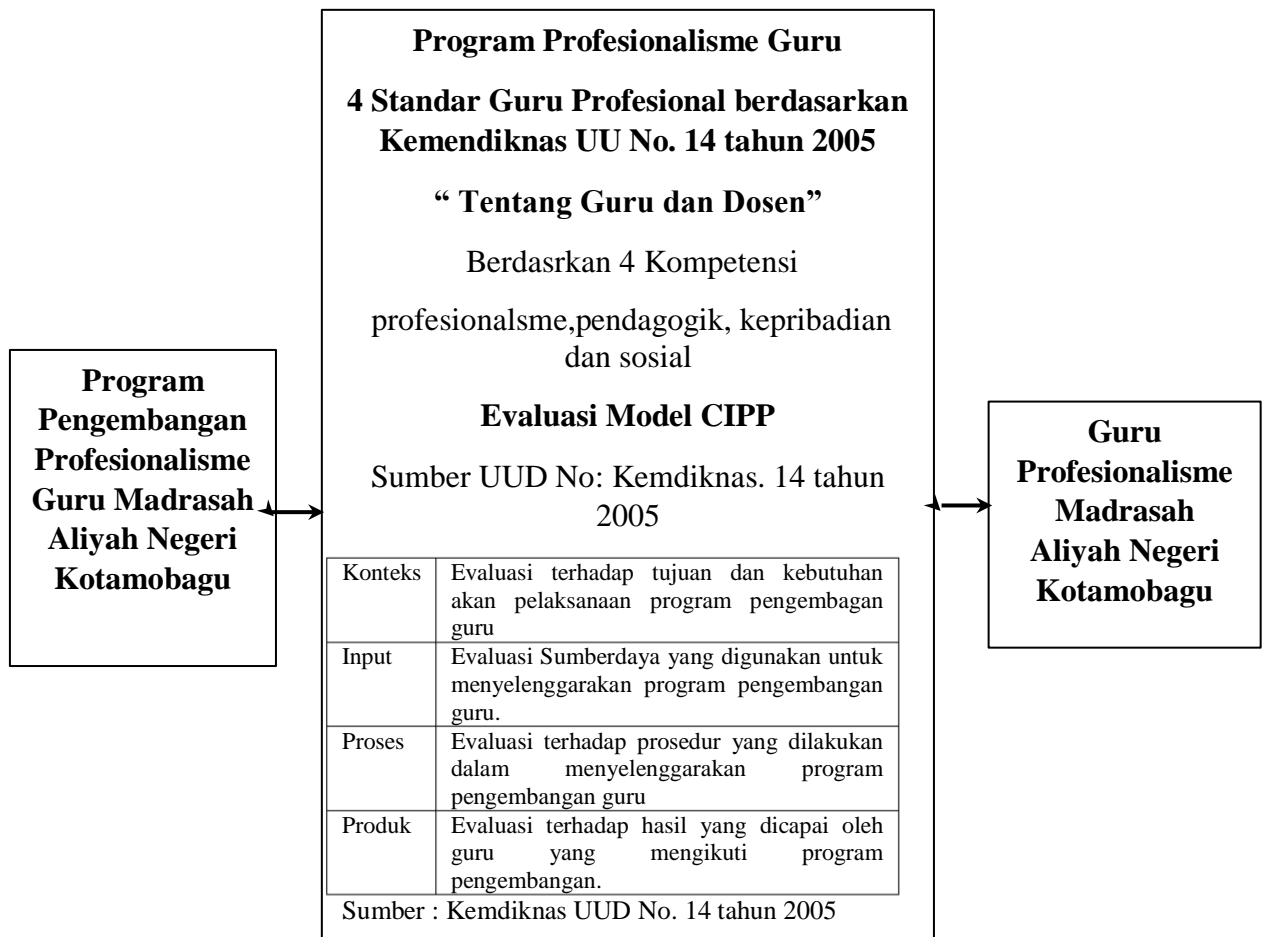 Program
Pengembangan
Profesionalisme
Guru Madrasah
Aliyah Negeri
Kotamobagu
Program Profesionalisme Guru
4 Standar Guru Profesional berdasarkan
Kemendiknas UU No. 14 tahun 2005
“ Tentang Guru dan Dosen”
Berdasrkan 4 Kompetensi
profesionalsme,pendagogik, kepribadian
dan sosial
Evaluasi Model CIPP
Sumber UUD No: Kemdiknas. 14 tahun
2005
Konteks Evaluasi terhadap tujuan dan kebutuhan
akan pelaksanaan program pengembagan
guru
Input Evaluasi Sumberdaya yang digunakan untuk
menyelenggarakan program pengembangan
guru.
Proses Evaluasi terhadap prosedur yang dilakukan
dalam menyelenggarakan program
pengembangan guru
Produk Evaluasi terhadap hasil yang dicapai oleh
guru yang mengikuti program
pengembangan.
Sumber : Kemdiknas UUD No. 14 tahun 2005
Guru
Profesionalisme
Madrasah
Aliyah Negeri
Kotamobagu